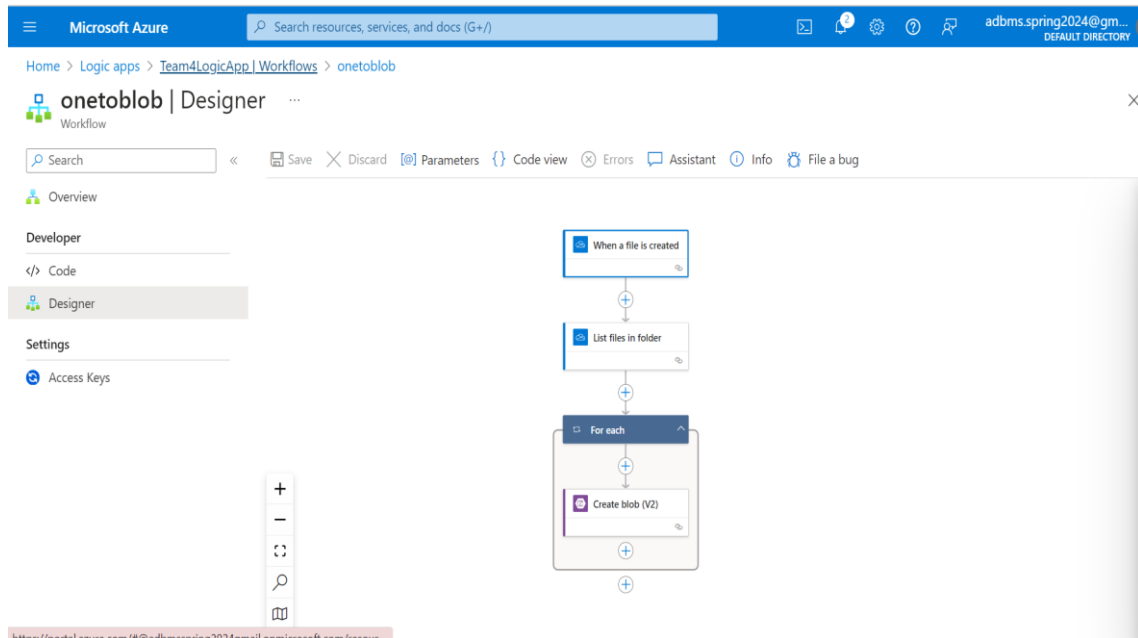 Microsoft Azure
Search resources, services, and docs (G+/)
2
adbms.spring2024@gm...
DEFAULT DIRECTORY
Home > Logic apps > Team4LogicApp | Workflows > onetoblob
onetoblob | Designer ...
Workflow
Search
«
Save Discard [@] Parameters {} Code view Errors Assistant Info File a bug
Overview
Developer
</> Code
Designer
Settings
Access Keys
When a file is created
List files in folder
For each
Create blob (V2)